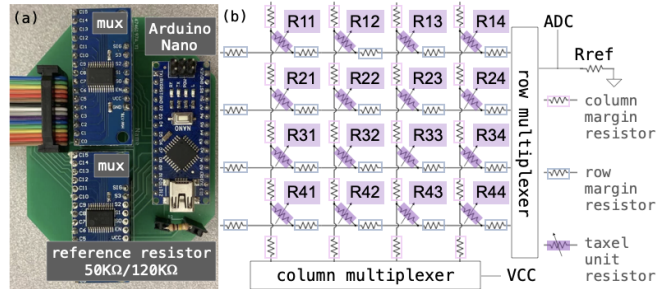 (a)
mux
Arduino
Nano
mux
reference resistor
50KΩ/120KΩ
(b)
R11 R12 R13 R14
R21 R22 R23 R24
R31 R32 R33 R34
R41 R42 R43 R44
row multiplexer
column multiplexer
VCC
ADC
Rref
column
margin
resistor
row
margin
resistor
taxel
unit
resistor